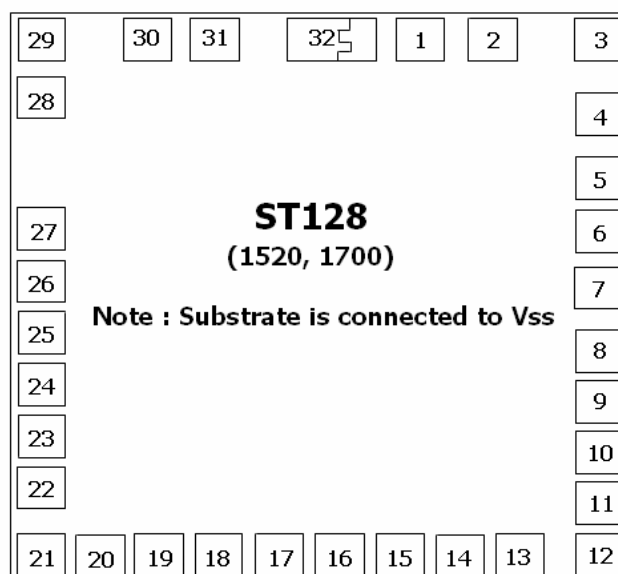 29 30 31 32 1 2 3
28 4
5
27 ST128 6
(1520, 1700)
26 7
25 Note : Substrate is connected to Vss
8
24 9
23 10
22 11
21 20 19 18 17 16 15 14 13 12